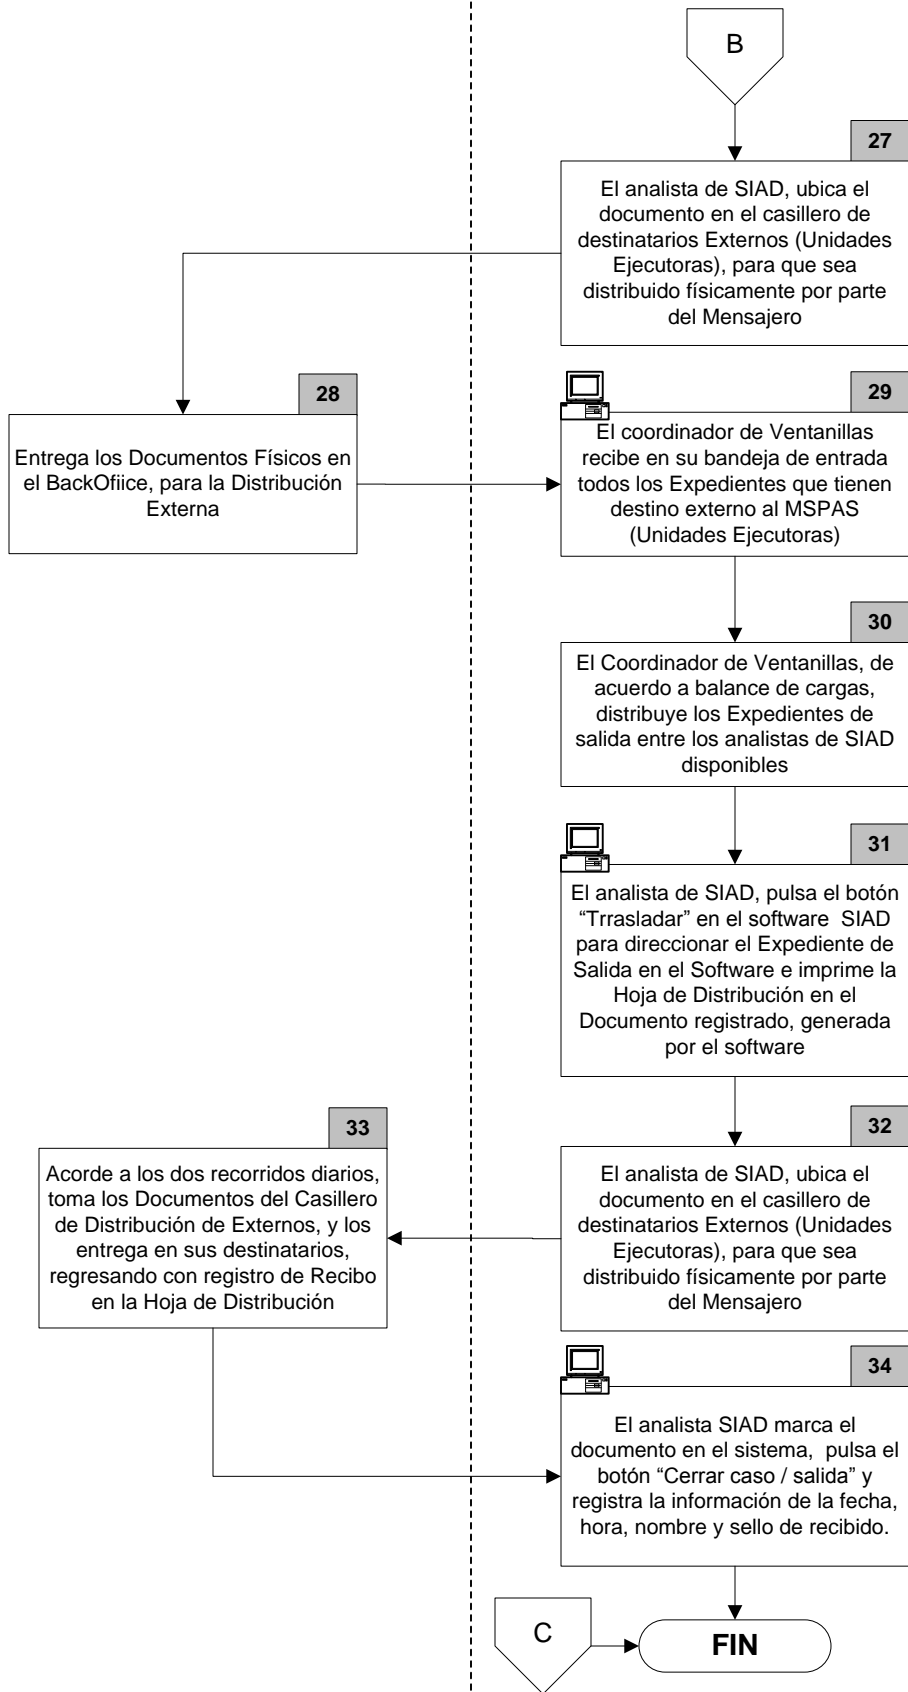 B
27
El analista de SIAD, ubica el
documento en el casillero de
destinatarios Externos (Unidades
Ejecutoras), para que sea
distribuido físicamente por parte
del Mensajero
28
Entrega los Documentos Físicos en
el BackOfiice, para la Distribución
Externa
29
El coordinador de Ventanillas
recibe en su bandeja de entrada
todos los Expedientes que tienen
destino externo al MSPAS
(Unidades Ejecutoras)
30
El Coordinador de Ventanillas, de
acuerdo a balance de cargas,
distribuye los Expedientes de
salida entre los analistas de SIAD
disponibles
31
El analista de SIAD, pulsa el botón
“Trrasladar” en el software SIAD
para direccionar el Expediente de
Salida en el Software e imprime la
Hoja de Distribución en el
Documento registrado, generada
por el software
32
El analista de SIAD, ubica el
documento en el casillero de
destinatarios Externos (Unidades
Ejecutoras), para que sea
distribuido físicamente por parte
del Mensajero
33
Acorde a los dos recorridos diarios,
toma los Documentos del Casillero
de Distribución de Externos, y los
entrega en sus destinatarios,
regresando con registro de Recibo
en la Hoja de Distribución
34
El analista SIAD marca el
documento en el sistema, pulsa el
botón “Cerrar caso / salida” y
registra la información de la fecha,
hora, nombre y sello de recibido.
C
FIN